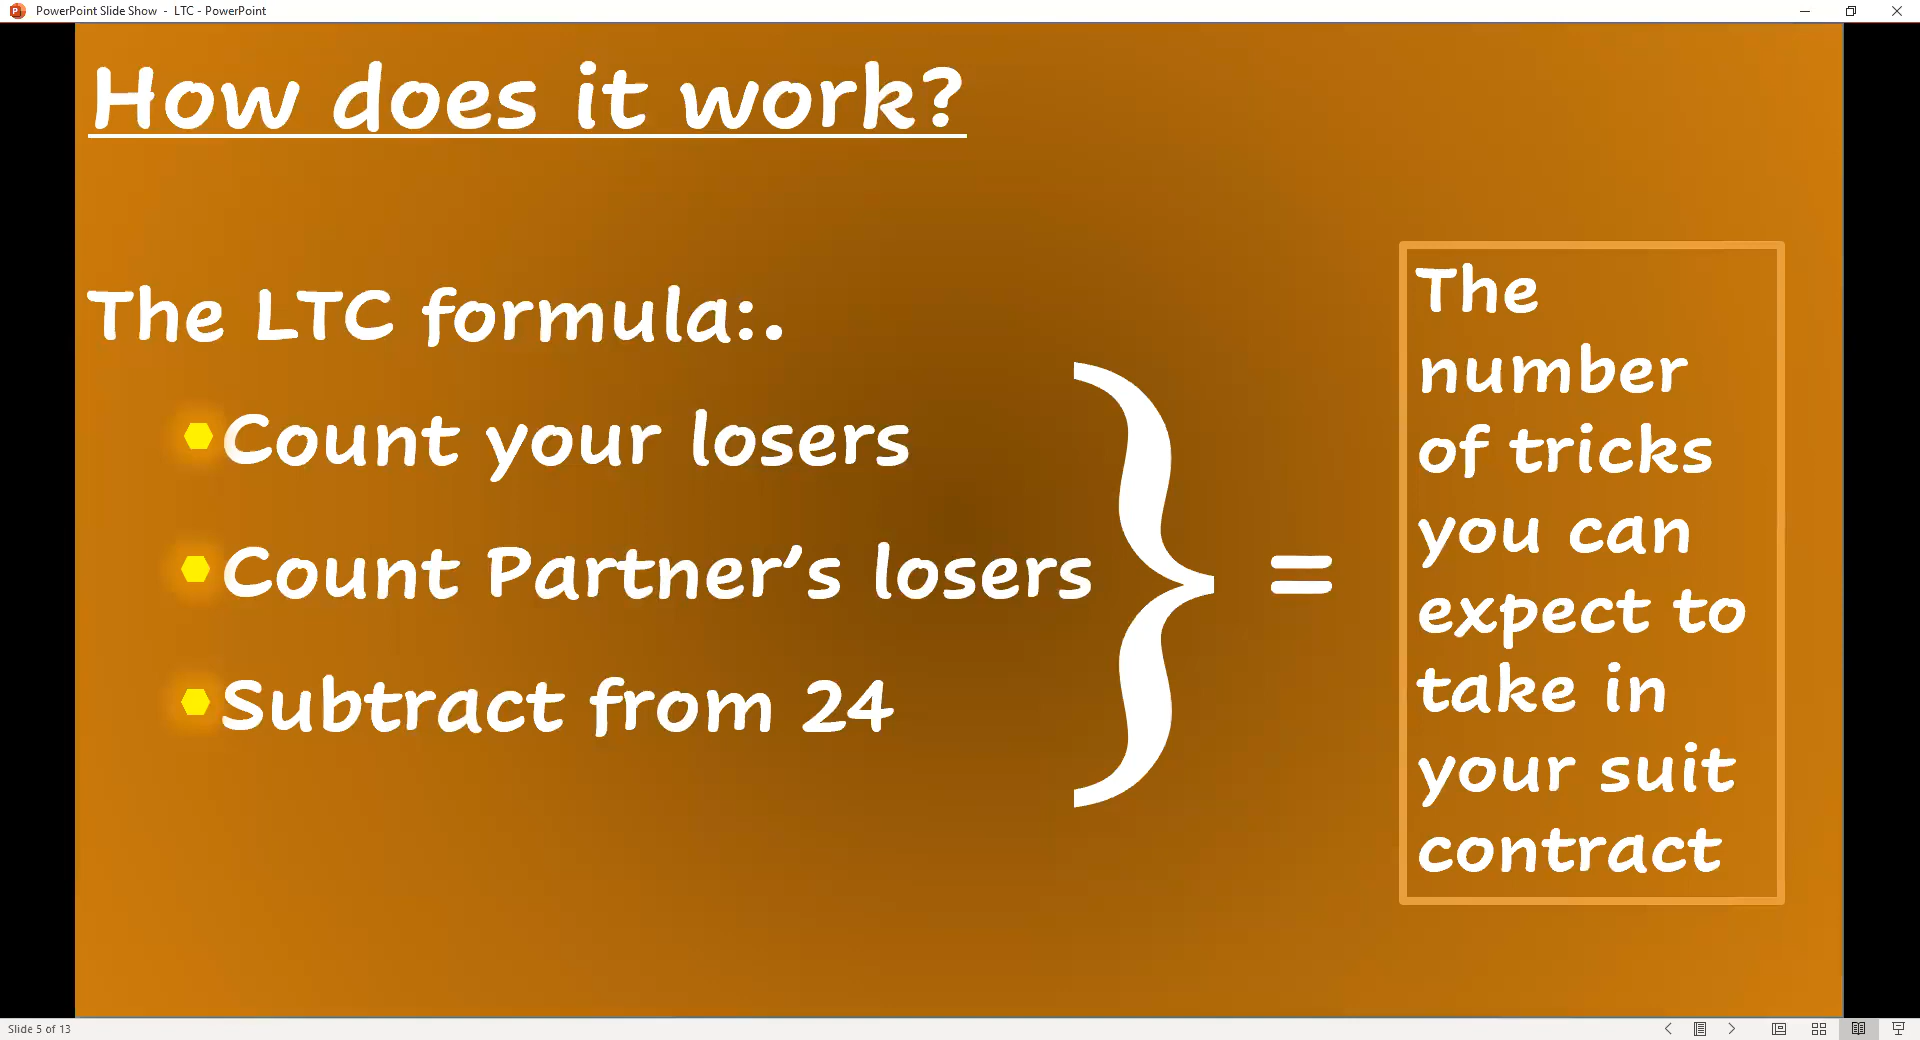 PowerPoint Slide Show - LTC - PowerPoint
How does it work?
The LTC formula:.
Count your losers
Count Partner’s losers
Subtract from 24
}
=
The
number
of tricks
you can
expect to
take in
your suit
contract
Slide 5 of 13